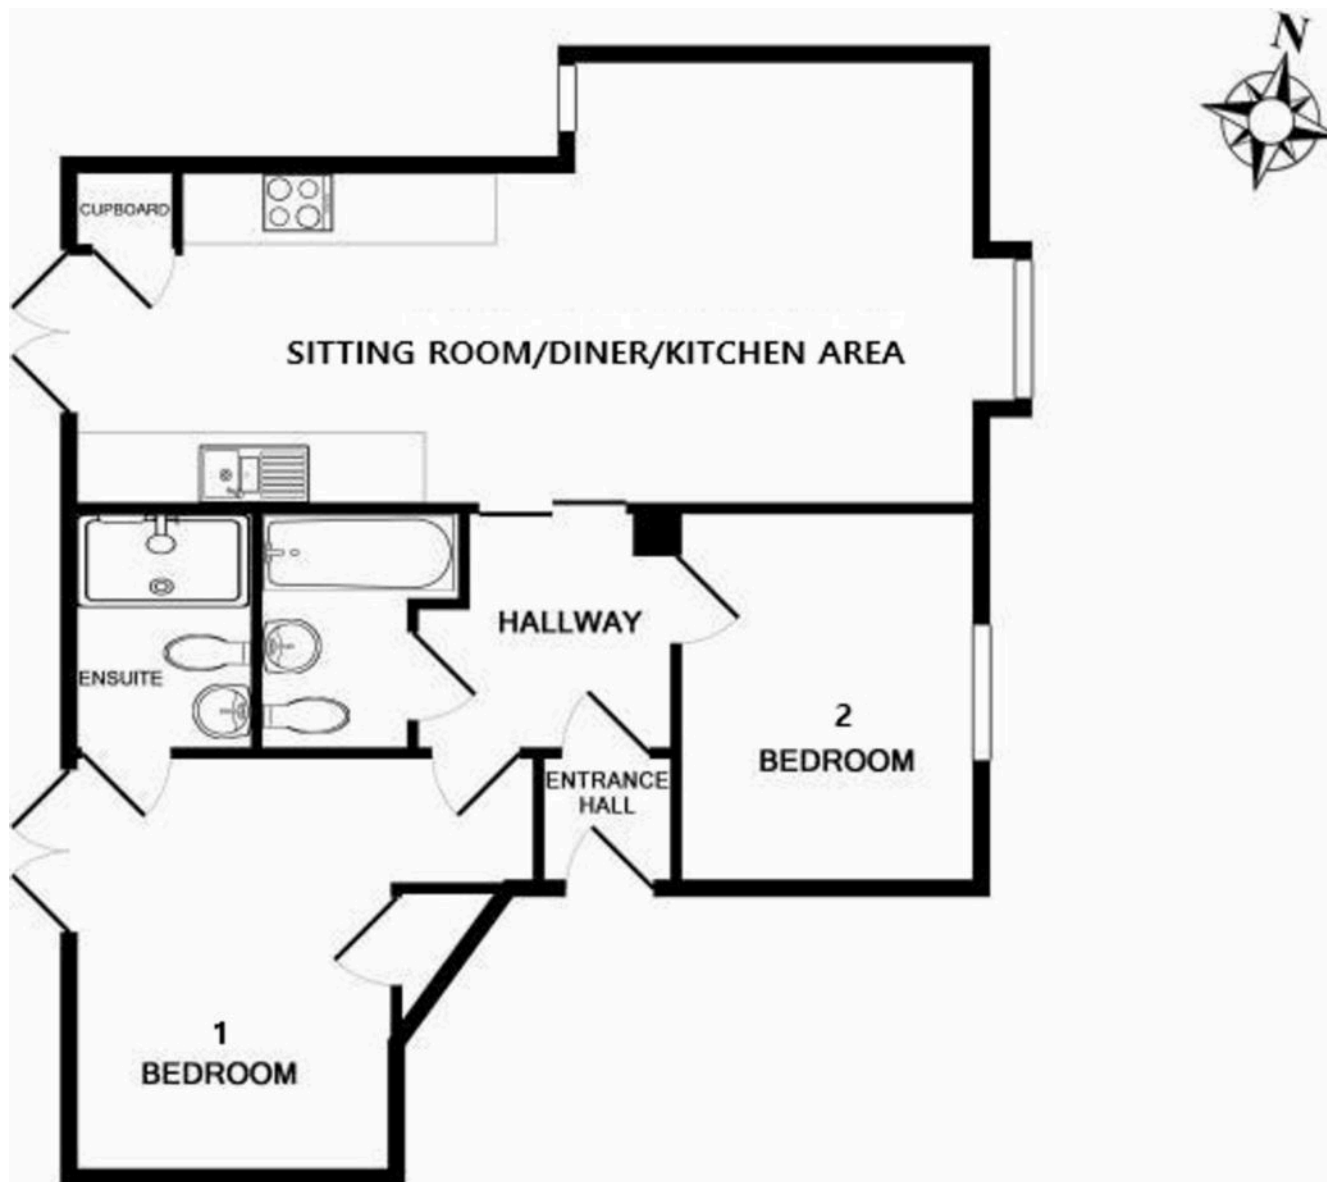 N
CUPBOARD
SITTING ROOM/DINER/KITCHEN AREA
HALLWAY
ENSUITE
2
BEDROOM
ENTRANCE
HALL
1
BEDROOM